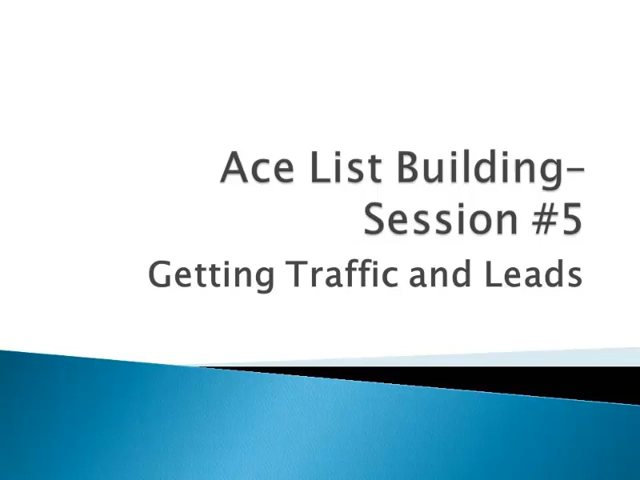 Ace List Building-
Session #5
Getting Traffic and Leads